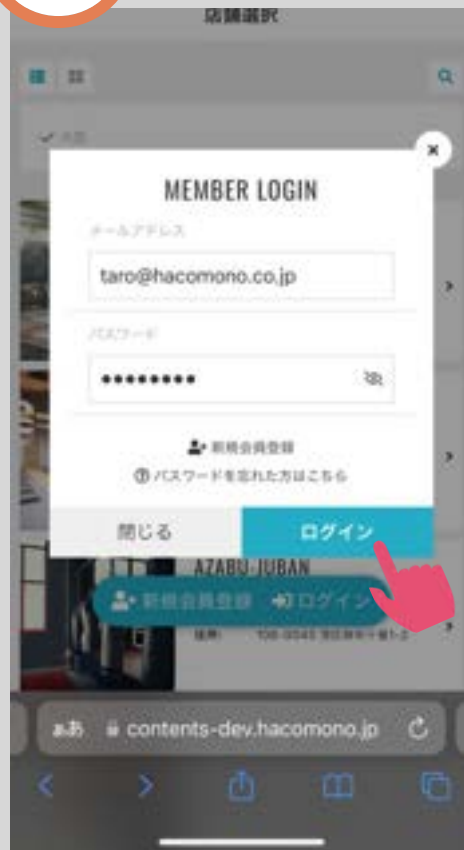 店舗選択
MEMBER LOGIN
メールアドレス
taro@hacomono.co.jp
パスワード
••••••••
新規会員登録
パスワードを忘れた方はこちら
閉じる
ログイン
AZABU-JUBAN
新規会員登録 ログイン
ぁあ contents-dev.hacomono.jp